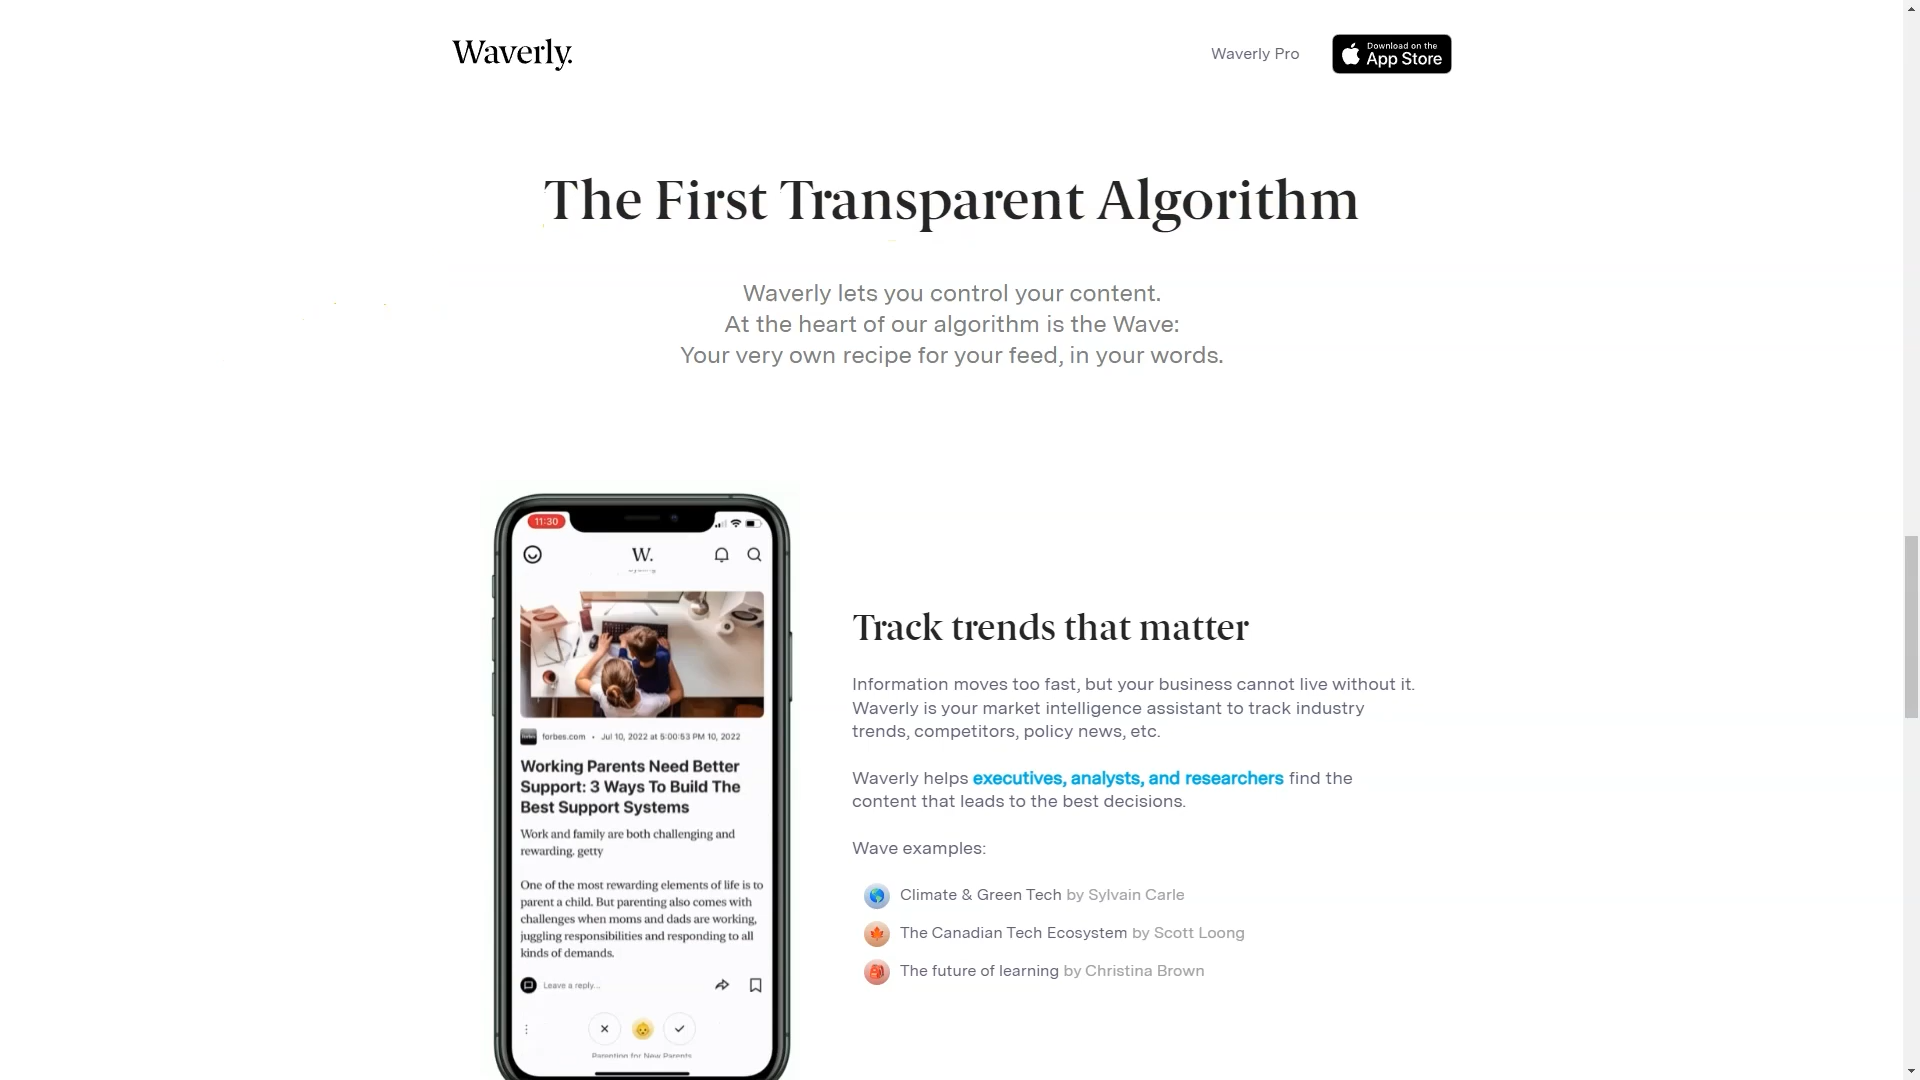 Waverly.
Waverly Pro
Download on the
App Store
The First Transparent Algorithm
Waverly lets you control your content.
At the heart of our algorithm is the Wave:
Your very own recipe for your feed, in your words.
11:30
W.
forbes.com • Jul 10, 2022 at 5:00:53 PM 10, 2022
Working Parents Need Better
Support: 3 Ways To Build The
Best Support Systems
Work and family are both challenging and
rewarding. getty
One of the most rewarding elements of life is to
parent a child. But parenting also comes with
challenges when moms and dads are working,
juggling responsibilities and responding to all
kinds of demands.
Leave a reply...
Parenting for New Parents
Track trends that matter
Information moves too fast, but your business cannot live without it.
Waverly is your market intelligence assistant to track industry
trends, competitors, policy news, etc.
Waverly helps executives, analysts, and researchers find the
content that leads to the best decisions.
Wave examples:
Climate & Green Tech by Sylvain Carle
The Canadian Tech Ecosystem by Scott Loong
The future of learning by Christina Brown